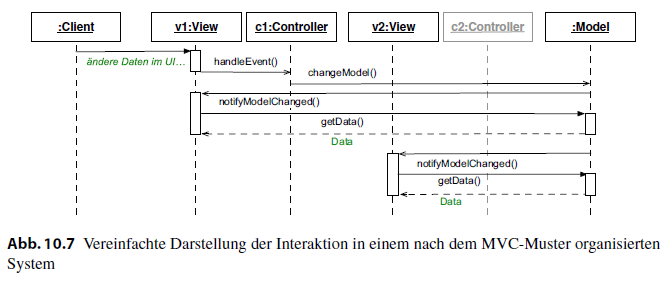 :Client v1:View c1:Controller v2:View c2:Controller :Model
ändere Daten im UI...
handleEvent()
changeModel()
notifyModelChanged()
getData()
Data
notifyModelChanged()
getData()
Data
Abb. 10.7 Vereinfachte Darstellung der Interaktion in einem nach dem MVC-Muster organisierten
System